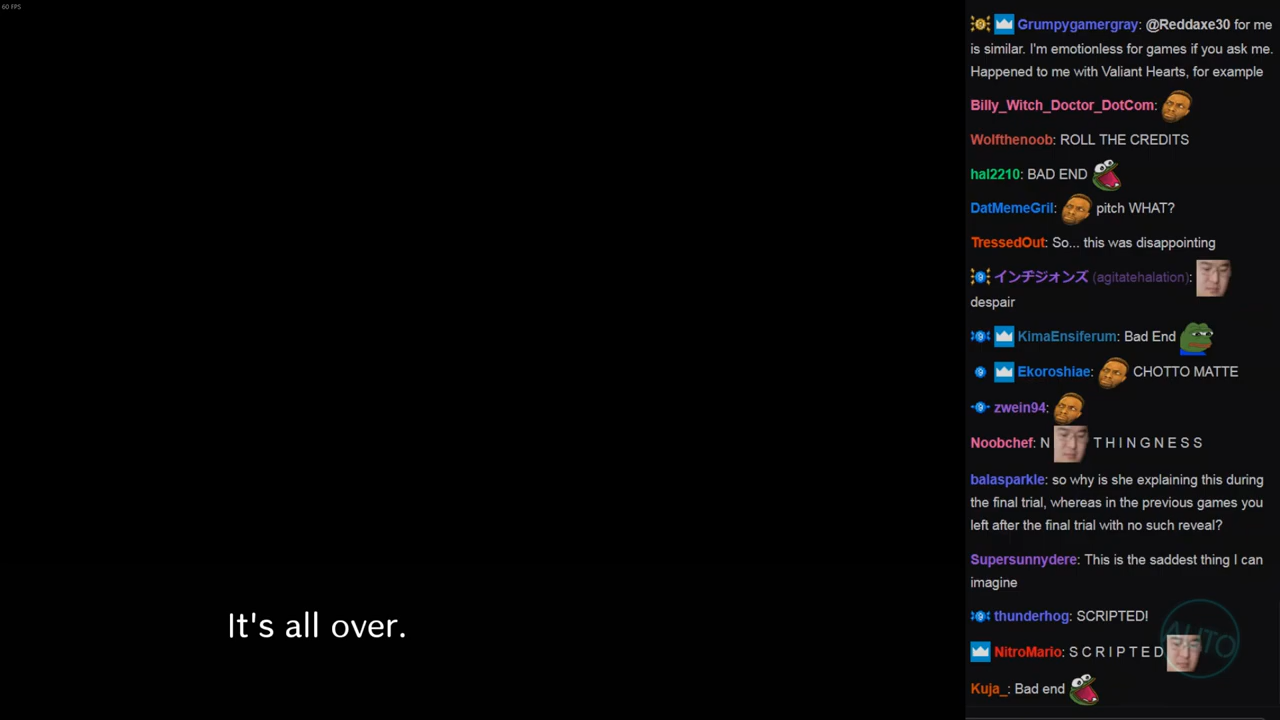 60 FPS
Grumpygamergray: @Reddaxe30 for me
is similar. I'm emotionless for games if you ask me.
Happened to me with Valiant Hearts, for example
Billy_Witch_Doctor_DotCom:
Wolfthenoob: ROLL THE CREDITS
hal2210: BAD END
DatMemeGril: pitch WHAT?
TressedOut: So... this was disappointing
インヂジォンズ (agitatehalation):
despair
KimaEnsiferum: Bad End
Ekoroshiae: CHOTTO MATTE
zwein94:
Noobchef: N T H I N G N E S S
balasparkle: so why is she explaining this during
the final trial, whereas in the previous games you
left after the final trial with no such reveal?
Supersunnydere: This is the saddest thing I can
imagine
thunderhog: SCRIPTED!
AUTO
NitroMario: S C R I P T E D
Kuja_: Bad end
It's all over.